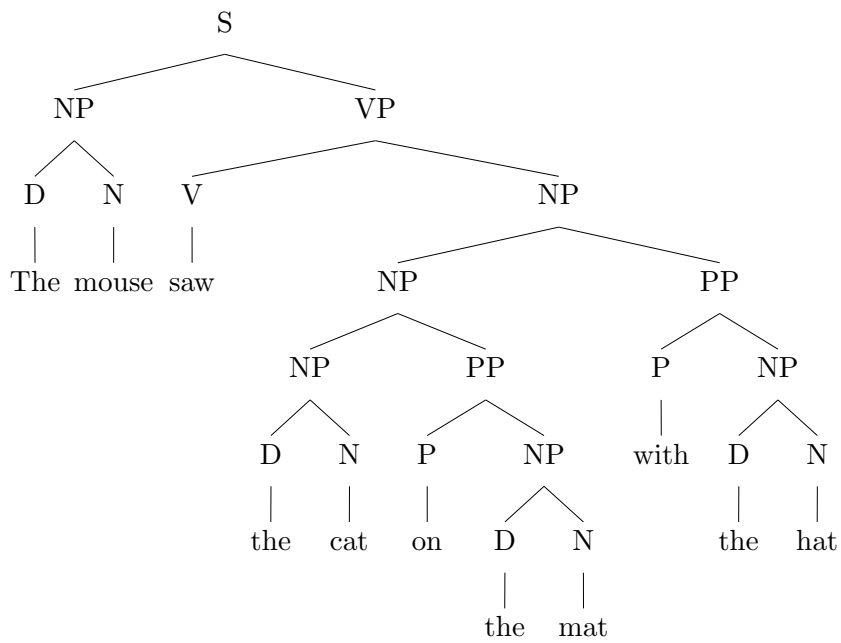 S
NP VP
D N V NP
The mouse saw NP PP
NP PP P NP
D N P NP with D N
the cat on D N the hat
the mat